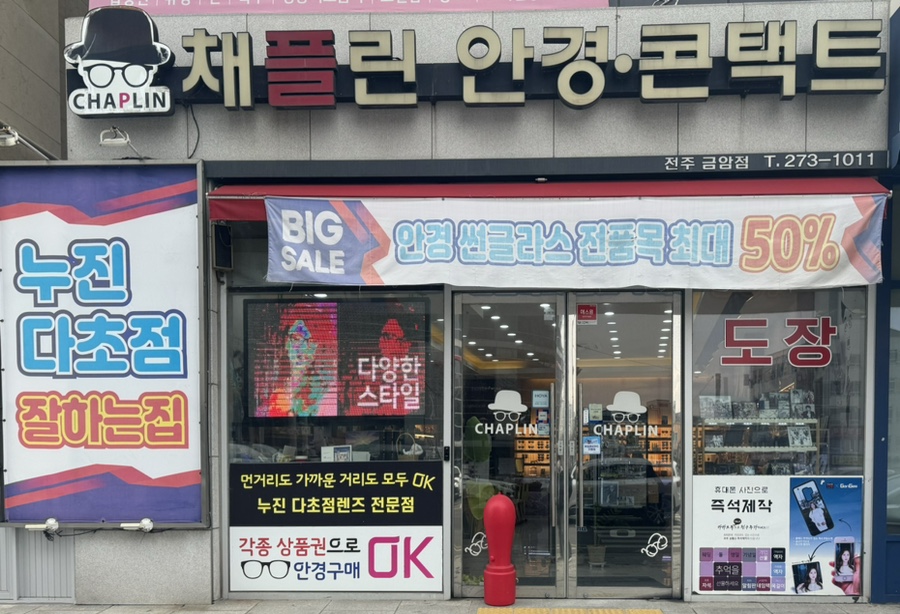 CHAPLIN
채플린 안경·콘택트
전주 금암점 T. 273-1011
BIG
SALE
안경 썬글라스 전품목 최대 50%
누진
다초점
잘하는집
다양한
스타일
CHAPLIN
CHAPLIN
도장
먼거리도 가까운 거리도 모두 OK
누진 다초점렌즈 전문점
각종 상품권으로
안경구매 OK
휴대폰 사진으로
즉석제작
추억을